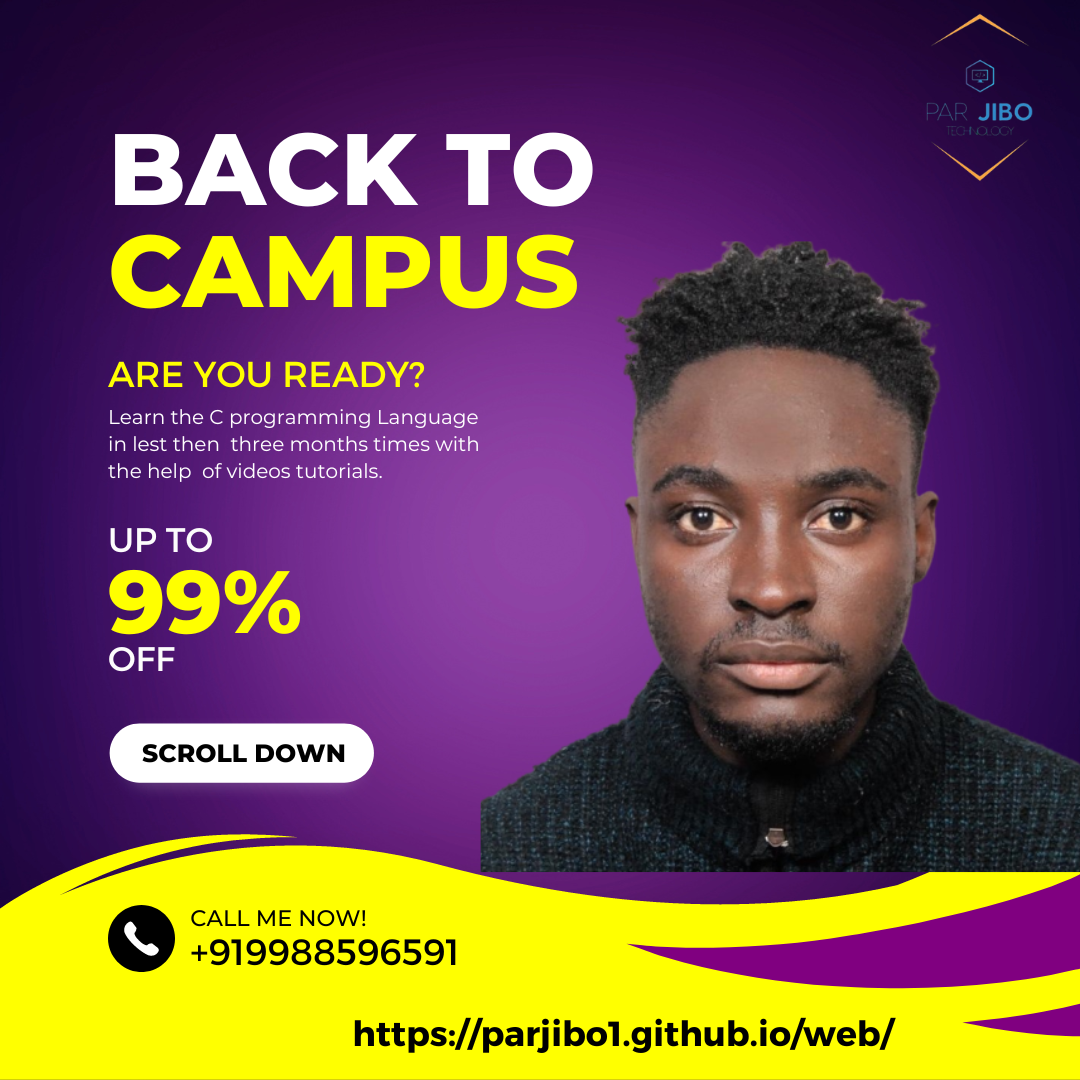 PAR JIBO
TECHNOLOGY
BACK TO
CAMPUS
ARE YOU READY?
Learn the C programming Language
in lest then  three months times with
the help  of videos tutorials.
UP TO
99%
OFF
SCROLL DOWN
CALL ME NOW!
+919988596591
https://parjibo1.github.io/web/